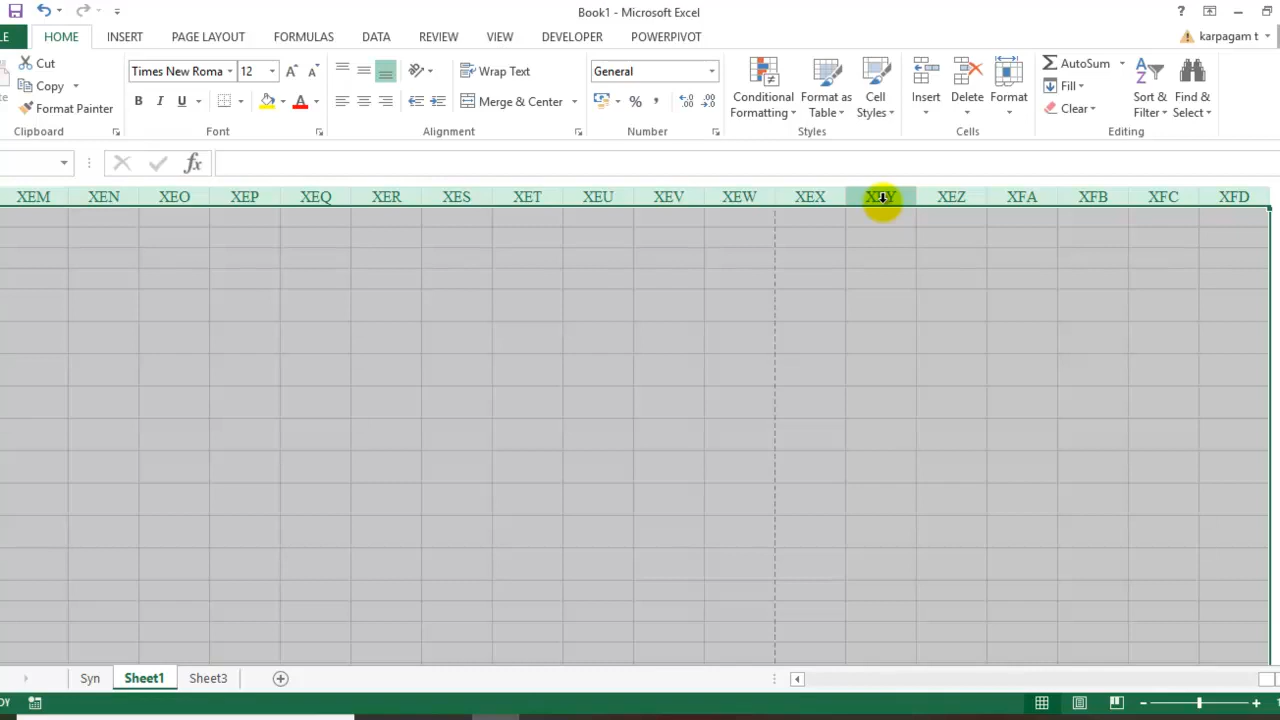 Book1 - Microsoft Excel
?
LE HOME INSERT PAGE LAYOUT FORMULAS DATA REVIEW VIEW DEVELOPER POWERPIVOT karpagam t
Cut
Copy
Format Painter
Clipboard
Times New Roma 12
B I U
Font
Wrap Text
Merge & Center
Alignment
General
%
Number
Conditional Formatting
Format as Table
Cell Styles
Styles
Insert
Delete
Format
Cells
AutoSum
Fill
Clear
Sort & Filter
Find & Select
Editing
fx
XEM XEN XEO XEP XEQ XER XES XET XEU XEV XEW XEX XEY XEZ XFA XFB XFC XFD
Syn Sheet1 Sheet3
DY